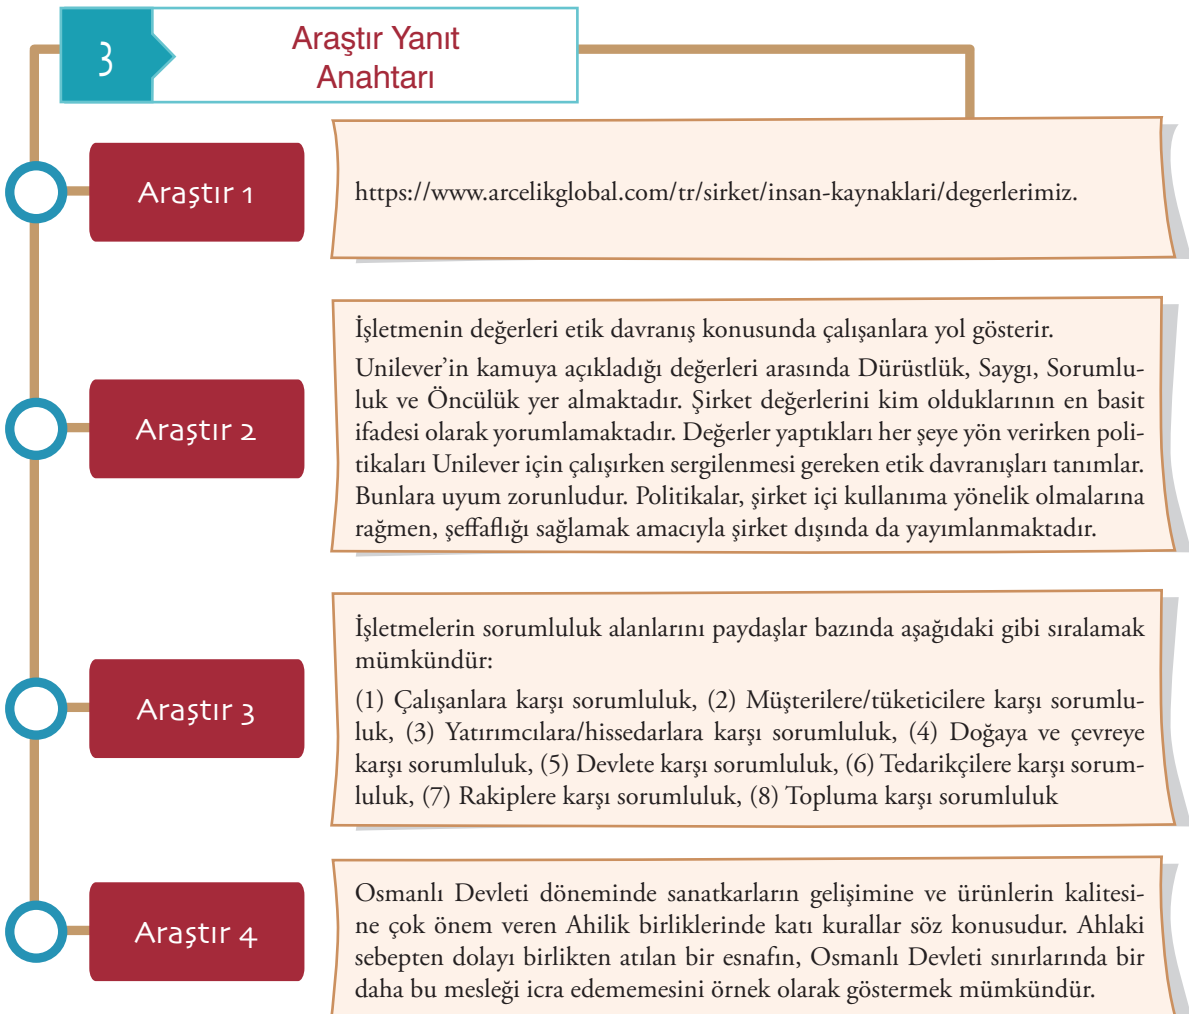 3
Araştır Yanıt
Anahtarı
Araştır 1
https://www.arcelikglobal.com/tr/sirket/insan-kaynaklari/degerlerimiz.
Araştır 2
İşletmenin değerleri etik davranış konusunda çalışanlara yol gösterir.
Unilever’in kamuya açıkladığı değerleri arasında Dürüstlük, Saygı, Sorumlu-
luk ve Öncülük yer almaktadır. Şirket değerlerini kim olduklarının en basit
ifadesi olarak yorumlamaktadır. Değerler yaptıkları her şeye yön verirken poli-
tikaları Unilever için çalışırken sergilenmesi gereken etik davranışları tanımlar.
Bunlara uyum zorunludur. Politikalar, şirket içi kullanıma yönelik olmalarına
rağmen, şeffaflığı sağlamak amacıyla şirket dışında da yayımlanmaktadır.
Araştır 3
İşletmelerin sorumluluk alanlarını paydaşlar bazında aşağıdaki gibi sıralamak
mümkündür:
(1) Çalışanlara karşı sorumluluk, (2) Müşterilere/tüketicilere karşı sorumlu-
luk, (3) Yatırımcılara/hissedarlara karşı sorumluluk, (4) Doğaya ve çevreye
karşı sorumluluk, (5) Devlete karşı sorumluluk, (6) Tedarikçilere karşı sorum-
luluk, (7) Rakiplere karşı sorumluluk, (8) Topluma karşı sorumluluk
Araştır 4
Osmanlı Devleti döneminde sanatkarların gelişimine ve ürünlerin kalitesi-
ne çok önem veren Ahilik birliklerinde katı kurallar söz konusudur. Ahlaki
sebepten dolayı birlikten atılan bir esnafın, Osmanlı Devleti sınırlarında bir
daha bu mesleği icra edememesini örnek olarak göstermek mümkündür.